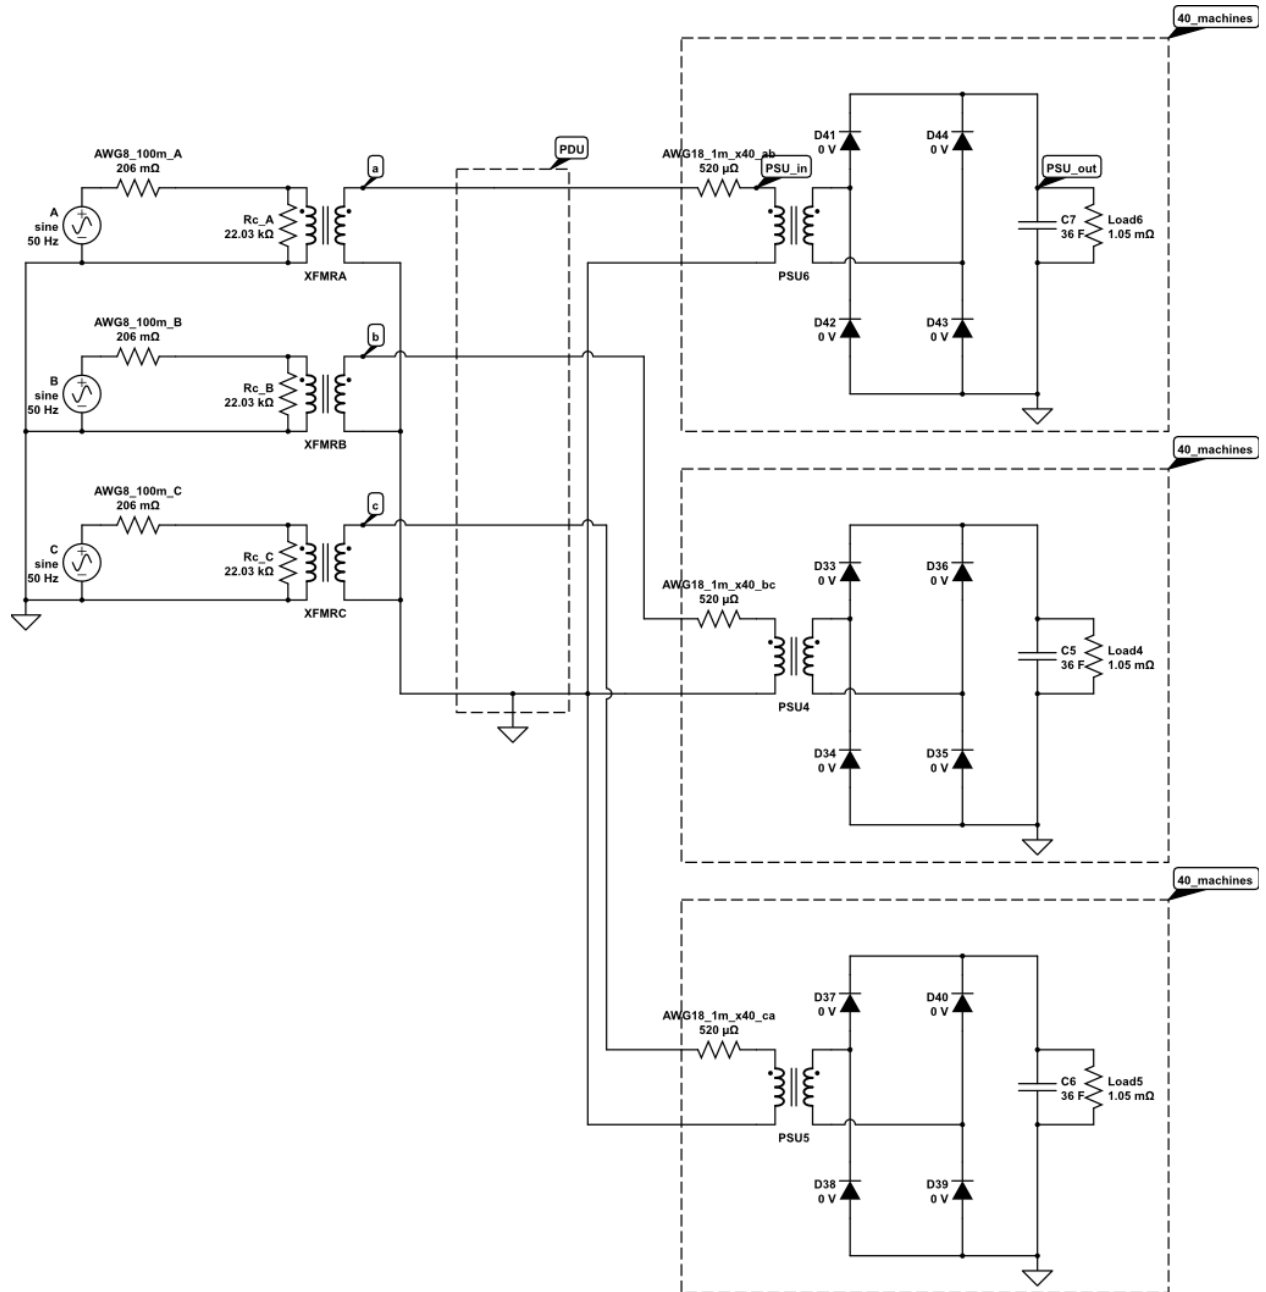 40_machines
D41
0 V
D44
0 V
PDU
AWG8_100m_A
206 mΩ
a
AWG18_1m_x40_ab
520 µΩ
PSU_in
PSU_out
A
sine
50 Hz
Rc_A
22.03 kΩ
XFMRA
C7
36 F
Load6
1.05 mΩ
PSU6
AWG8_100m_B
206 mΩ
b
D42
0 V
D43
0 V
B
sine
50 Hz
Rc_B
22.03 kΩ
XFMRB
40_machines
AWG8_100m_C
206 mΩ
c
C
sine
50 Hz
Rc_C
22.03 kΩ
XFMRC
D33
0 V
D36
0 V
AWG18_1m_x40_bc
520 µΩ
C5
36 F
Load4
1.05 mΩ
PSU4
D34
0 V
D35
0 V
40_machines
D37
0 V
D40
0 V
AWG18_1m_x40_ca
520 µΩ
C6
36 F
Load5
1.05 mΩ
PSU5
D38
0 V
D39
0 V